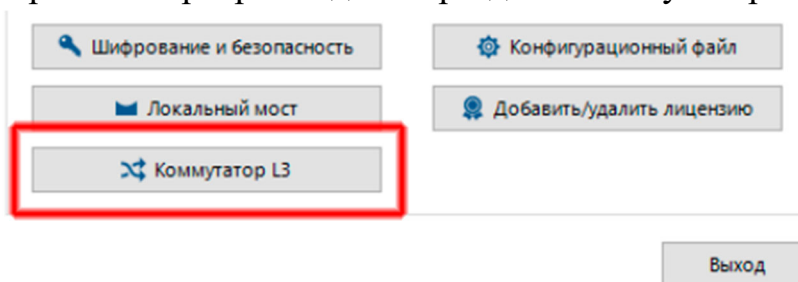 Шифрование и безопасность
Конфигурационный файл
Локальный мост
Добавить/удалить лицензию
Коммутатор L3
Выход